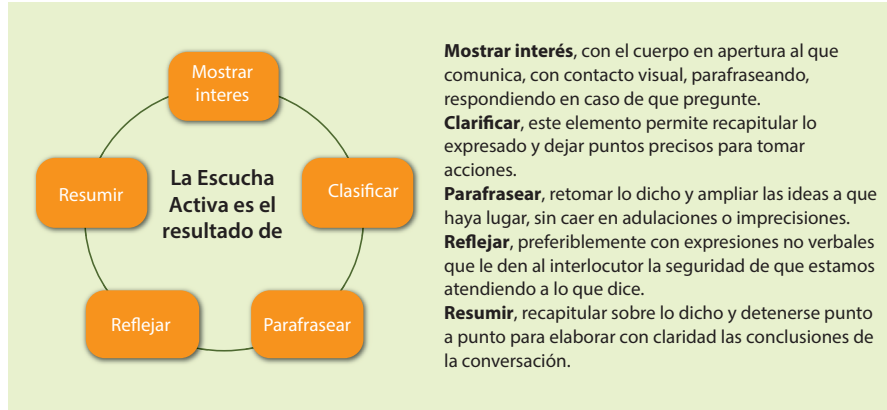 Mostrar
interes
Resumir
La Escucha
Activa es el
resultado de
Clasificar
Reflejar
Parafrasear
Mostrar interés, con el cuerpo en apertura al que
comunica, con contacto visual, parafraseando,
respondiendo en caso de que pregunte.
Clarificar, este elemento permite recapitular lo
expresado y dejar puntos precisos para tomar
acciones.
Parafrasear, retomar lo dicho y ampliar las ideas a que
haya lugar, sin caer en adulaciones o imprecisiones.
Reflejar, preferiblemente con expresiones no verbales
que le den al interlocutor la seguridad de que estamos
atendiendo a lo que dice.
Resumir, recapitular sobre lo dicho y detenerse punto
a punto para elaborar con claridad las conclusiones de
la conversación.